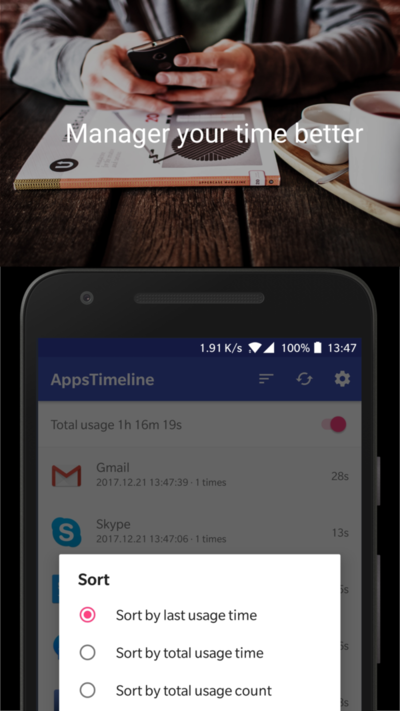 Manager your time better
1.91 K/s 100% 13:47
AppsTimeline
Total usage 1h 16m 19s
Gmail
2017.12.21 13:47:39 · 1 times
28s
Skype
2017.12.21 13:47:06 · 1 times
13s
Sort
Sort by last usage time
Sort by total usage time
Sort by total usage count